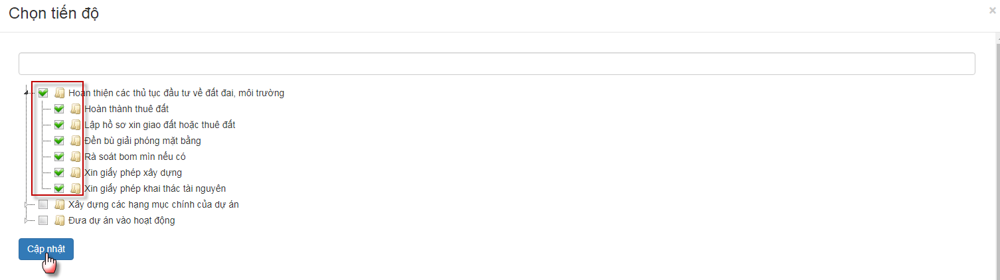 Chọn tiến độ
×
Hoàn thiện các thủ tục đầu tư về đất đai, môi trường
Hoàn thành thuê đất
Lập hồ sơ xin giao đất hoặc thuê đất
Đền bù giải phóng mặt bằng
Rà soát bom mìn nếu có
Xin giấy phép xây dựng
Xin giấy phép khai thác tài nguyên
Xây dựng các hạng mục chính của dự án
Đưa dự án vào hoạt động
Cập nhật